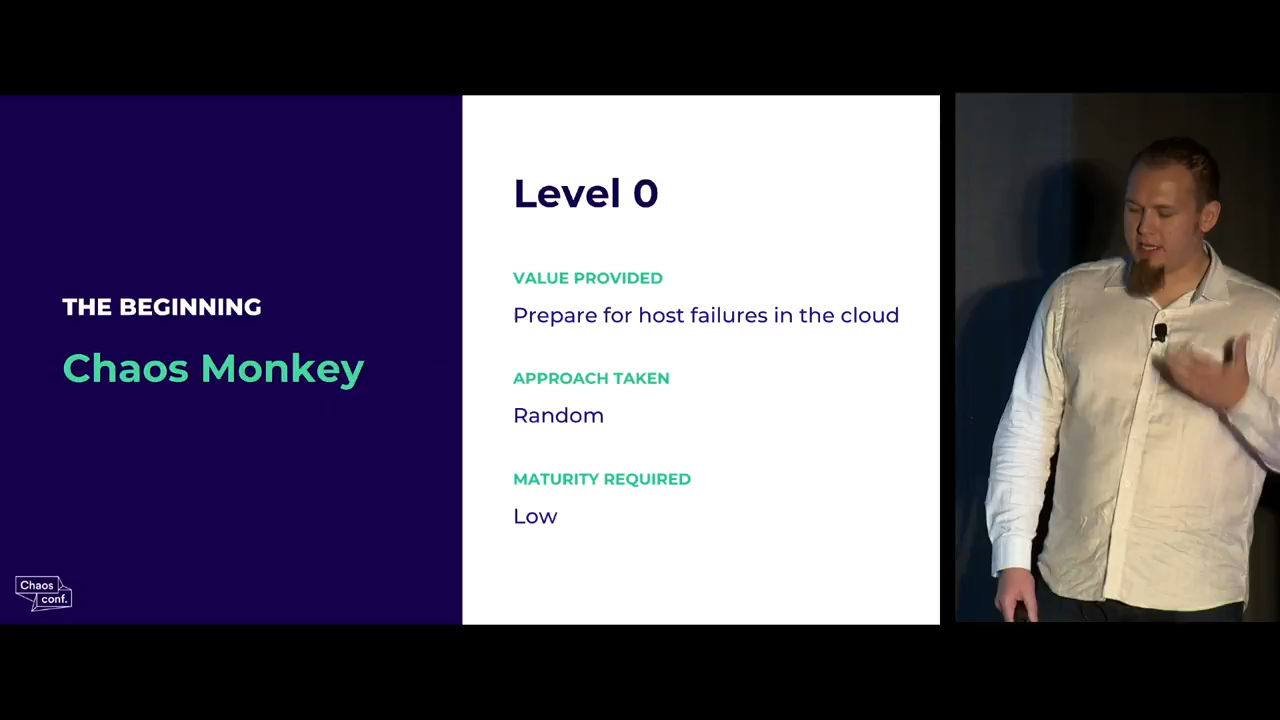 THE BEGINNING
Chaos Monkey
Chaos
conf.
Level 0
VALUE PROVIDED
Prepare for host failures in the cloud
APPROACH TAKEN
Random
MATURITY REQUIRED
Low